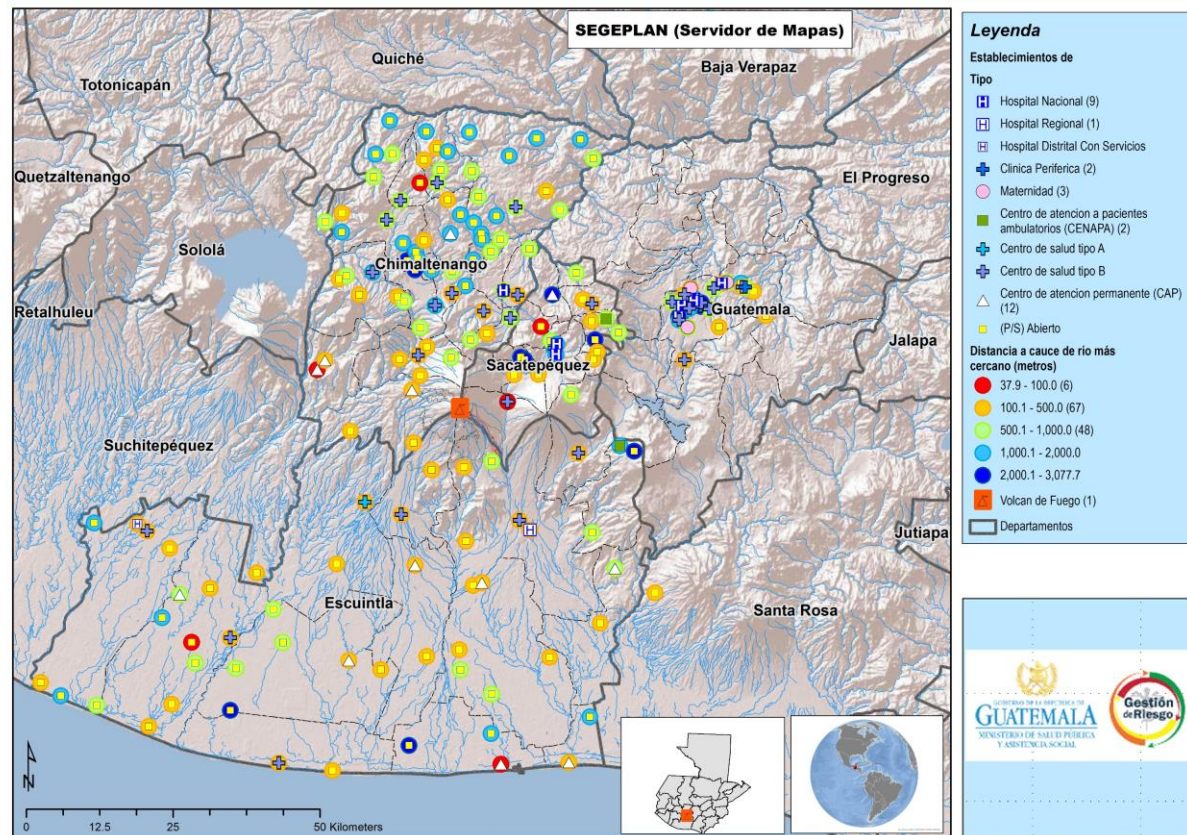 SEGEPLAN (Servidor de Mapas)
Quiché
Baja Verapaz
Totonicapán
Quetzaltenango
El Progreso
Sololá
Chimaltenango
Guatemala
Retalhuleu
Jalapa
Sacatepéquez
Suchitepéquez
Jutiapa
Escuintla
Santa Rosa
N
0 12.5 25 50 Kilometers
Leyenda
Establecimientos de
Tipo
Hospital Nacional (9)
Hospital Regional (1)
Hospital Distrital Con Servicios
Clinica Periferica (2)
Maternidad (3)
Centro de atencion a pacientes
ambulatorios (CENAPA) (2)
Centro de salud tipo A
Centro de salud tipo B
Centro de atencion permanente (CAP)
(12)
(P/S) Abierto
Distancia a cauce de río más
cercano (metros)
37.9 - 100.0 (6)
100.1 - 500.0 (67)
500.1 - 1,000.0 (48)
1,000.1 - 2,000.0
2,000.1 - 3,077.7
Volcan de Fuego (1)
Departamentos
GOBIERNO DE LA REPÚBLICA DE
GUATEMALA
MINISTERIO DE SALUD PÚBLICA
Y ASISTENCIA SOCIAL
Gestión
de Riesgo